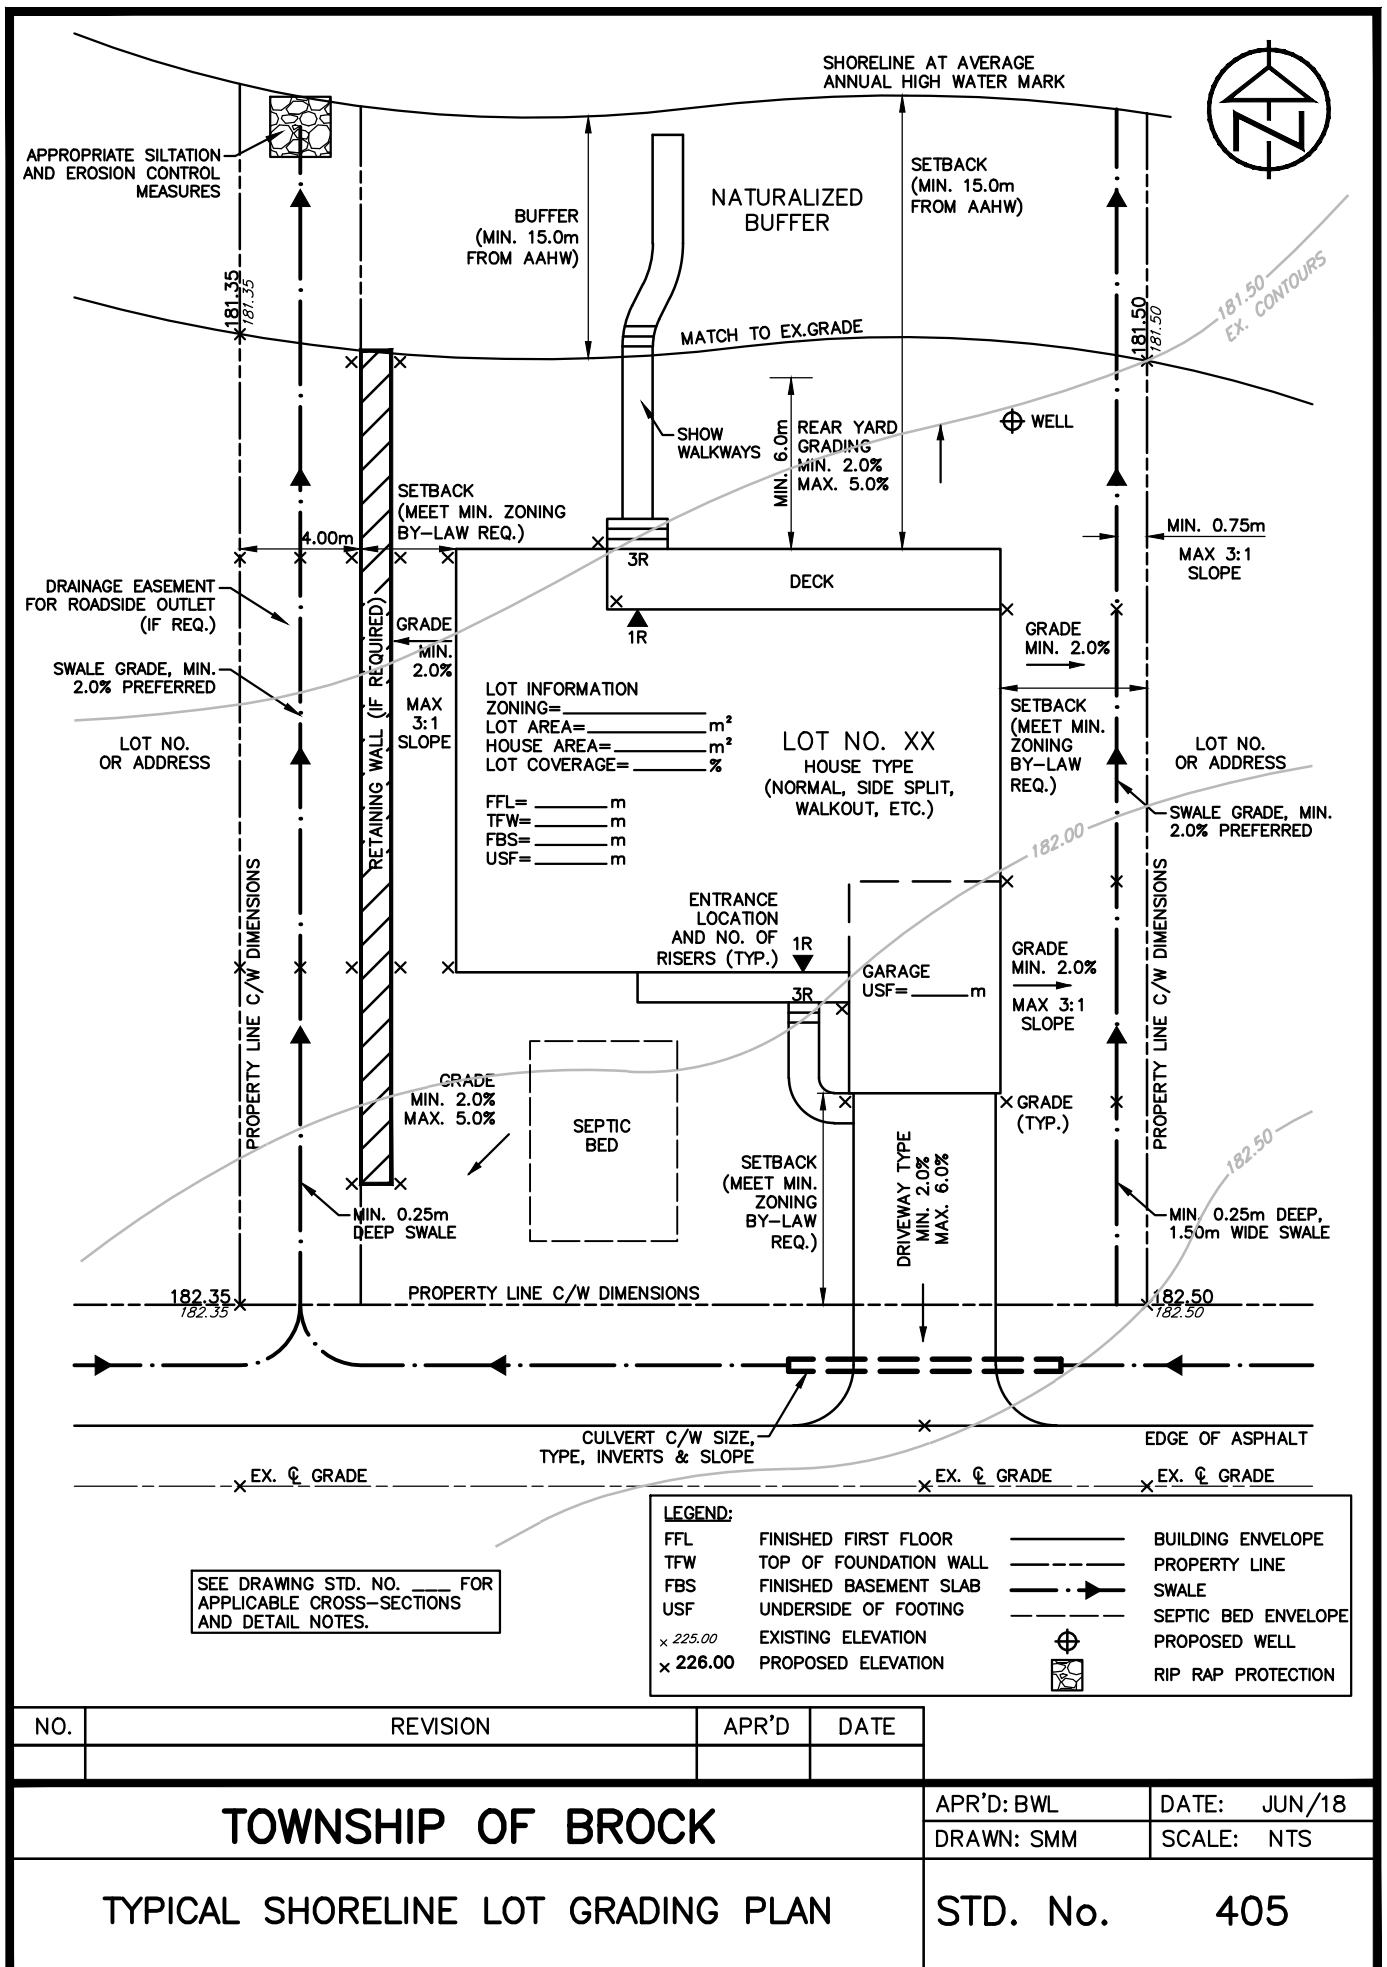 SHORELINE AT AVERAGE
ANNUAL HIGH WATER MARK
APPROPRIATE SILTATION
AND EROSION CONTROL
MEASURES
BUFFER
(MIN. 15.0m
FROM AAHW)
NATURALIZED
BUFFER
SETBACK
(MIN. 15.0m
FROM AAHW)
N
181.35
181.35
MATCH TO EX.GRADE
181.50
181.50
181.50
EX. CONTOURS
SHOW
WALKWAYS
MIN. 6.0m
REAR YARD
GRADING
MIN. 2.0%
MAX. 5.0%
WELL
SETBACK
(MEET MIN. ZONING
BY-LAW REQ.)
4.00m
MIN. 0.75m
MAX 3:1
SLOPE
3R
DECK
1R
DRAINAGE EASEMENT
FOR ROADSIDE OUTLET
(IF REQ.)
SWALE GRADE, MIN.
2.0% PREFERRED
LOT NO.
OR ADDRESS
RETAINING WALL (IF REQUIRED)
GRADE
MIN.
2.0%
MAX
3:1
SLOPE
LOT INFORMATION
ZONING=
LOT AREA= m²
HOUSE AREA= m²
LOT COVERAGE= %
FFL= m
TFW= m
FBS= m
USF= m
LOT NO. XX
HOUSE TYPE
(NORMAL, SIDE SPLIT,
WALKOUT, ETC.)
GRADE
MIN. 2.0%
SETBACK
(MEET MIN.
ZONING
BY-LAW
REQ.)
LOT NO.
OR ADDRESS
SWALE GRADE, MIN.
2.0% PREFERRED
182.00
PROPERTY LINE C/W DIMENSIONS
ENTRANCE
LOCATION
AND NO. OF
RISERS (TYP.)
1R
3R
GARAGE
USF= m
GRADE
MIN. 2.0%
MAX 3:1
SLOPE
PROPERTY LINE C/W DIMENSIONS
GRADE
MIN. 2.0%
MAX. 5.0%
SEPTIC
BED
GRADE
(TYP.)
SETBACK
(MEET MIN.
ZONING
BY-LAW
REQ.)
DRIVEWAY TYPE
MIN. 2.0%
MAX. 6.0%
182.50
MIN. 0.25m
DEEP SWALE
MIN. 0.25m DEEP,
1.50m WIDE SWALE
182.35
182.35
PROPERTY LINE C/W DIMENSIONS
182.50
182.50
CULVERT C/W SIZE,
TYPE, INVERTS & SLOPE
EDGE OF ASPHALT
EX. ℄ GRADE
EX. ℄ GRADE
EX. ℄ GRADE
LEGEND:
FFL FINISHED FIRST FLOOR BUILDING ENVELOPE
TFW TOP OF FOUNDATION WALL PROPERTY LINE
FBS FINISHED BASEMENT SLAB SWALE
USF UNDERSIDE OF FOOTING SEPTIC BED ENVELOPE
x 225.00 EXISTING ELEVATION PROPOSED WELL
x 226.00 PROPOSED ELEVATION RIP RAP PROTECTION
SEE DRAWING STD. NO. ___ FOR
APPLICABLE CROSS-SECTIONS
AND DETAIL NOTES.
NO. REVISION APR'D DATE
TOWNSHIP OF BROCK
APR'D: BWL DATE: JUN/18
DRAWN: SMM SCALE: NTS
TYPICAL SHORELINE LOT GRADING PLAN
STD. No. 405